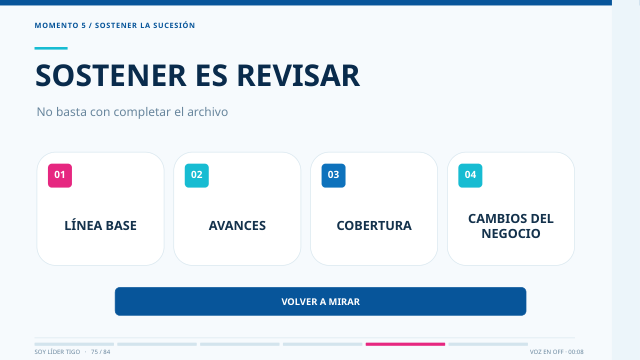 MOMENTO 5 / SOSTENER LA SUCESIÓN
SOSTENER ES REVISAR
No basta con completar el archivo
01
LÍNEA BASE
02
AVANCES
03
COBERTURA
04
CAMBIOS DEL
NEGOCIO
VOLVER A MIRAR
SOY LÍDER TIGO · 75 / 84
VOZ EN OFF · 00:08